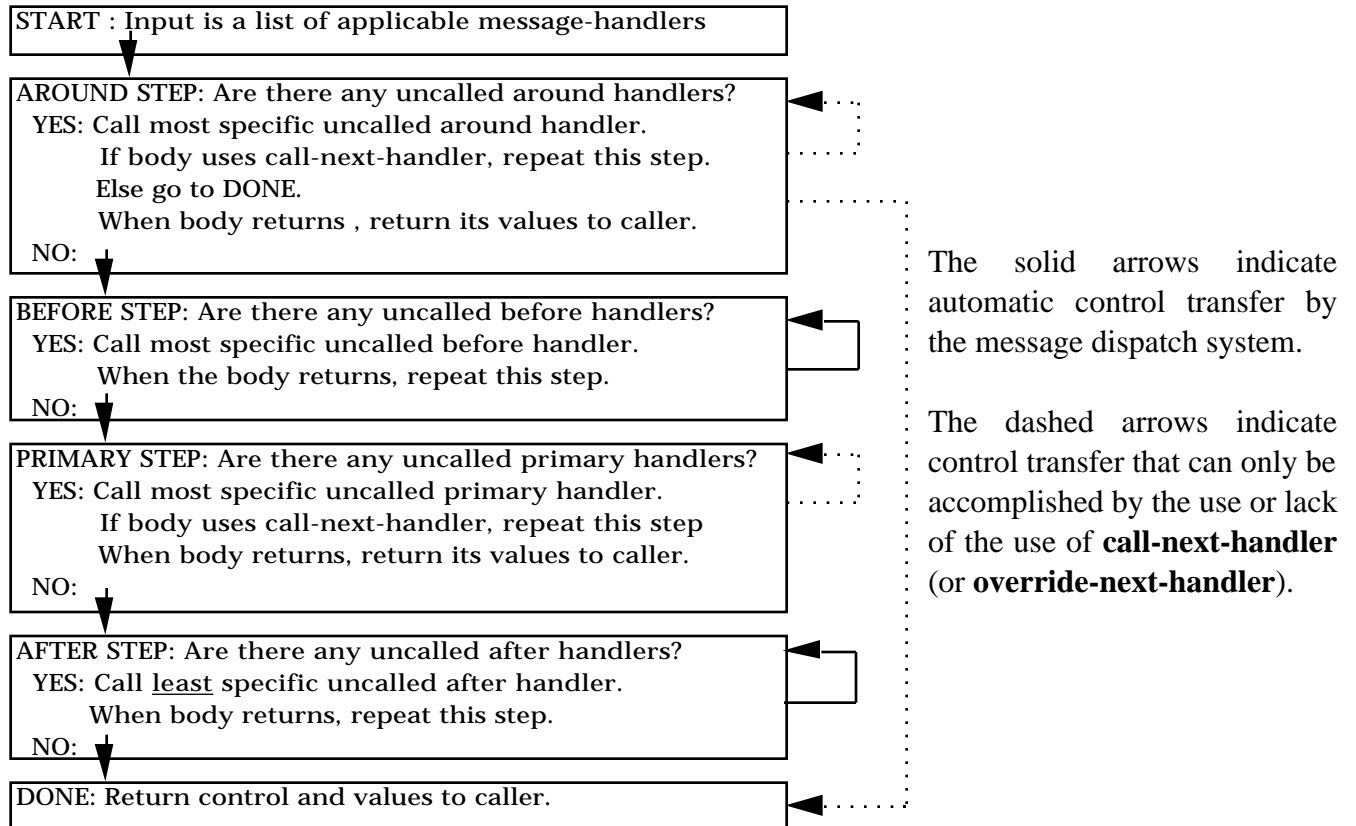 START : Input is a list of applicable message-handlers
AROUND STEP: Are there any uncalled around handlers?
YES: Call most specific uncalled around handler.
If body uses call-next-handler, repeat this step.
Else go to DONE.
When body returns , return its values to caller.
NO:
BEFORE STEP: Are there any uncalled before handlers?
YES: Call most specific uncalled before handler.
When the body returns, repeat this step.
NO:
PRIMARY STEP: Are there any uncalled primary handlers?
YES: Call most specific uncalled primary handler.
If body uses call-next-handler, repeat this step
When body returns, return its values to caller.
NO:
AFTER STEP: Are there any uncalled after handlers?
YES: Call least specific uncalled after handler.
When body returns, repeat this step.
NO:
DONE: Return control and values to caller.
The solid arrows indicate
automatic control transfer by
the message dispatch system.
The dashed arrows indicate
control transfer that can only be
accomplished by the use or lack
of the use of call-next-handler
(or override-next-handler).